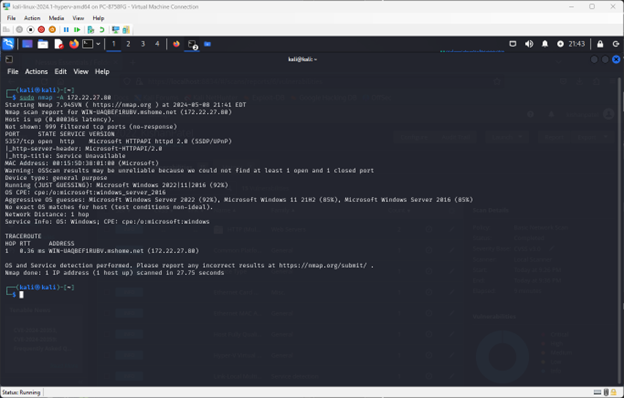 kali-linux-2024.1-hyperv-amd64 on PC-87509G - Virtual Machine Connection
File Action Media View Help
1 2 3 4
21:43
kali@kali: ~
File Actions Edit View Help
┌──(kali㉿kali)-[~]
└─$ sudo nmap -A 172.22.27.80
Starting Nmap 7.94SVN ( https://nmap.org ) at 2024-05-08 21:41 EDT
Nmap scan report for WIN-UAQBEF1RUBV.mshome.net (172.22.27.80)
Host is up (0.00036s latency).
Not shown: 999 filtered tcp ports (no-response)
PORT STATE SERVICE VERSION
5357/tcp open http Microsoft HTTPAPI httpd 2.0 (SSDP/UPnP)
|_http-server-header: Microsoft-HTTPAPI/2.0
|_http-title: Service Unavailable
MAC Address: 00:15:5D:38:01:08 (Microsoft)
Warning: OSScan results may be unreliable because we could not find at least 1 open and 1 closed port
Device type: general purpose
Running (JUST GUESSING): Microsoft Windows 2022|11|2016 (92%)
OS CPE: cpe:/o:microsoft:windows_server_2016
Aggressive OS guesses: Microsoft Windows Server 2022 (92%), Microsoft Windows 11 21H2 (85%), Microsoft Windows Server 2016 (85%)
No exact OS matches for host (test conditions non-ideal).
Network Distance: 1 hop
Service Info: OS: Windows; CPE: cpe:/o:microsoft:windows
TRACEROUTE
HOP RTT ADDRESS
1 0.36 ms WIN-UAQBEF1RUBV.mshome.net (172.22.27.80)
OS and Service detection performed. Please report any incorrect results at https://nmap.org/submit/ .
Nmap done: 1 IP address (1 host up) scanned in 27.75 seconds
┌──(kali㉿kali)-[~]
└─$
Status: Running